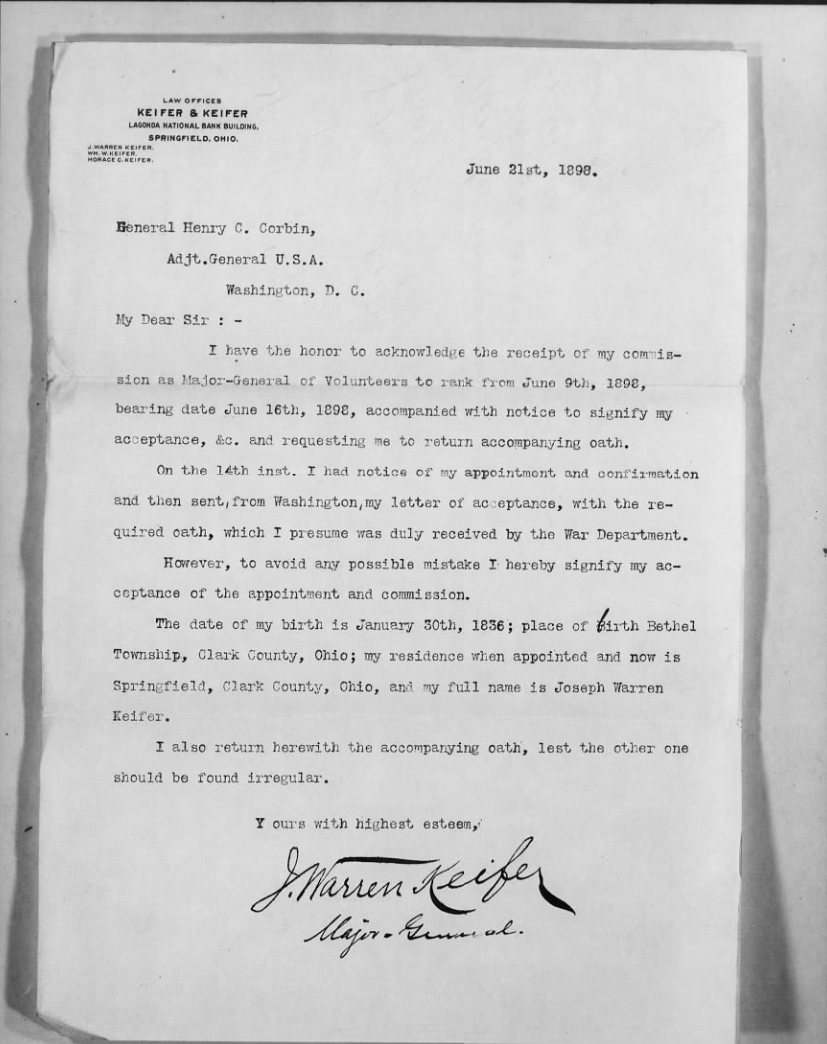 LAW OFFICES
KEIFER & KEIFER
LAGONDA NATIONAL BANK BUILDING,
SPRINGFIELD, OHIO.
J. WARREN KEIFER.
WM. W. KEIFER.
HORACE C. KEIFER.
June 21st, 1898.
General Henry C. Corbin,
Adjt.General U.S.A.
Washington, D. C.
My Dear Sir : -
I have the honor to acknowledge the receipt of my commis-
sion as Major-General of Volunteers to rank from June 9th, 1898,
bearing date June 16th, 1898, accompanied with notice to signify my
acceptance, &c. and requesting me to return accompanying oath.
On the 14th inst. I had notice of my appointment and confirmation
and then sent, from Washington, my letter of acceptance, with the re-
quired oath, which I presume was duly received by the War Department.
However, to avoid any possible mistake I hereby signify my ac-
ceptance of the appointment and commission.
The date of my birth is January 30th, 1836; place of birth Bethel
Township, Clark County, Ohio; my residence when appointed and now is
Springfield, Clark County, Ohio, and my full name is Joseph Warren
Keifer.
I also return herewith the accompanying oath, lest the other one
should be found irregular.
Y ours with highest esteem,
J. Warren Keifer
Major-General.